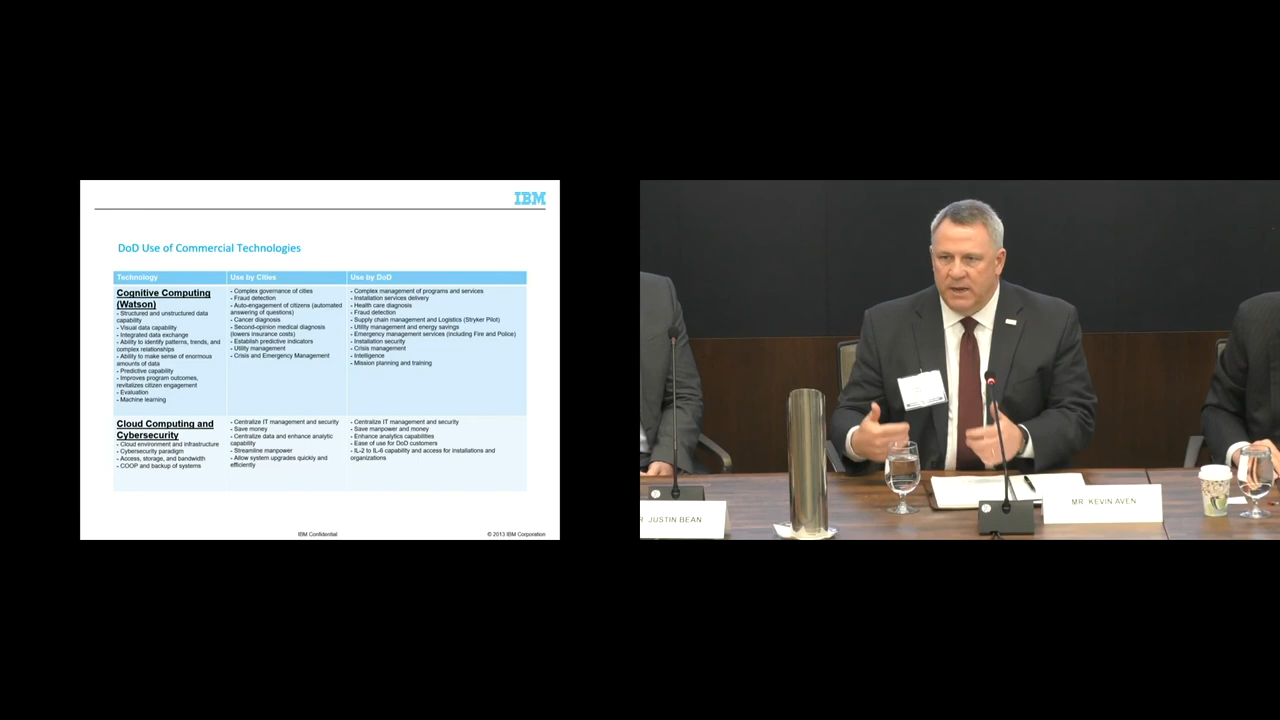 IBM
DoD Use of Commercial Technologies
Technology
Use by Cities
Use by DoD
Cognitive Computing
(Watson)
- Structured and unstructured data
capability
- Visual data capability
- Integrated data exchange
- Ability to identify patterns, trends, and
complex relationships
- Ability to make sense of enormous
amounts of data
- Predictive capability
- Improves program outcomes,
revitalizes citizen engagement
- Evaluation
- Machine learning
- Complex governance of cities
- Fraud detection
- Auto-engagement of citizens (automated
answering of questions)
- Cancer diagnosis
- Second-opinion medical diagnosis
(lowers insurance costs)
- Establish predictive indicators
- Utility management
- Crisis and Emergency Management
- Complex management of programs and services
- Installation services delivery
- Health care diagnosis
- Fraud detection
- Supply chain management and Logistics (Stryker Pilot)
- Utility management and energy savings
- Emergency management services (including Fire and Police)
- Installation security
- Crisis management
- Intelligence
- Mission planning and training
Cloud Computing and
Cybersecurity
- Cloud environment and infrastructure
- Cybersecurity paradigm
- Access, storage, and bandwidth
- COOP and backup of systems
- Centralize IT management and security
- Save money
- Centralize data and enhance analytic
capability
- Streamline manpower
- Allow system upgrades quickly and
efficiently
- Centralize IT management and security
- Save manpower and money
- Enhance analytics capabilities
- Ease of use for DoD customers
- IL-2 to IL-6 capability and access for installations and
organizations
IBM Confidential
© 2013 IBM Corporation
R. JUSTIN BEAN
MR. KEVIN AVEN